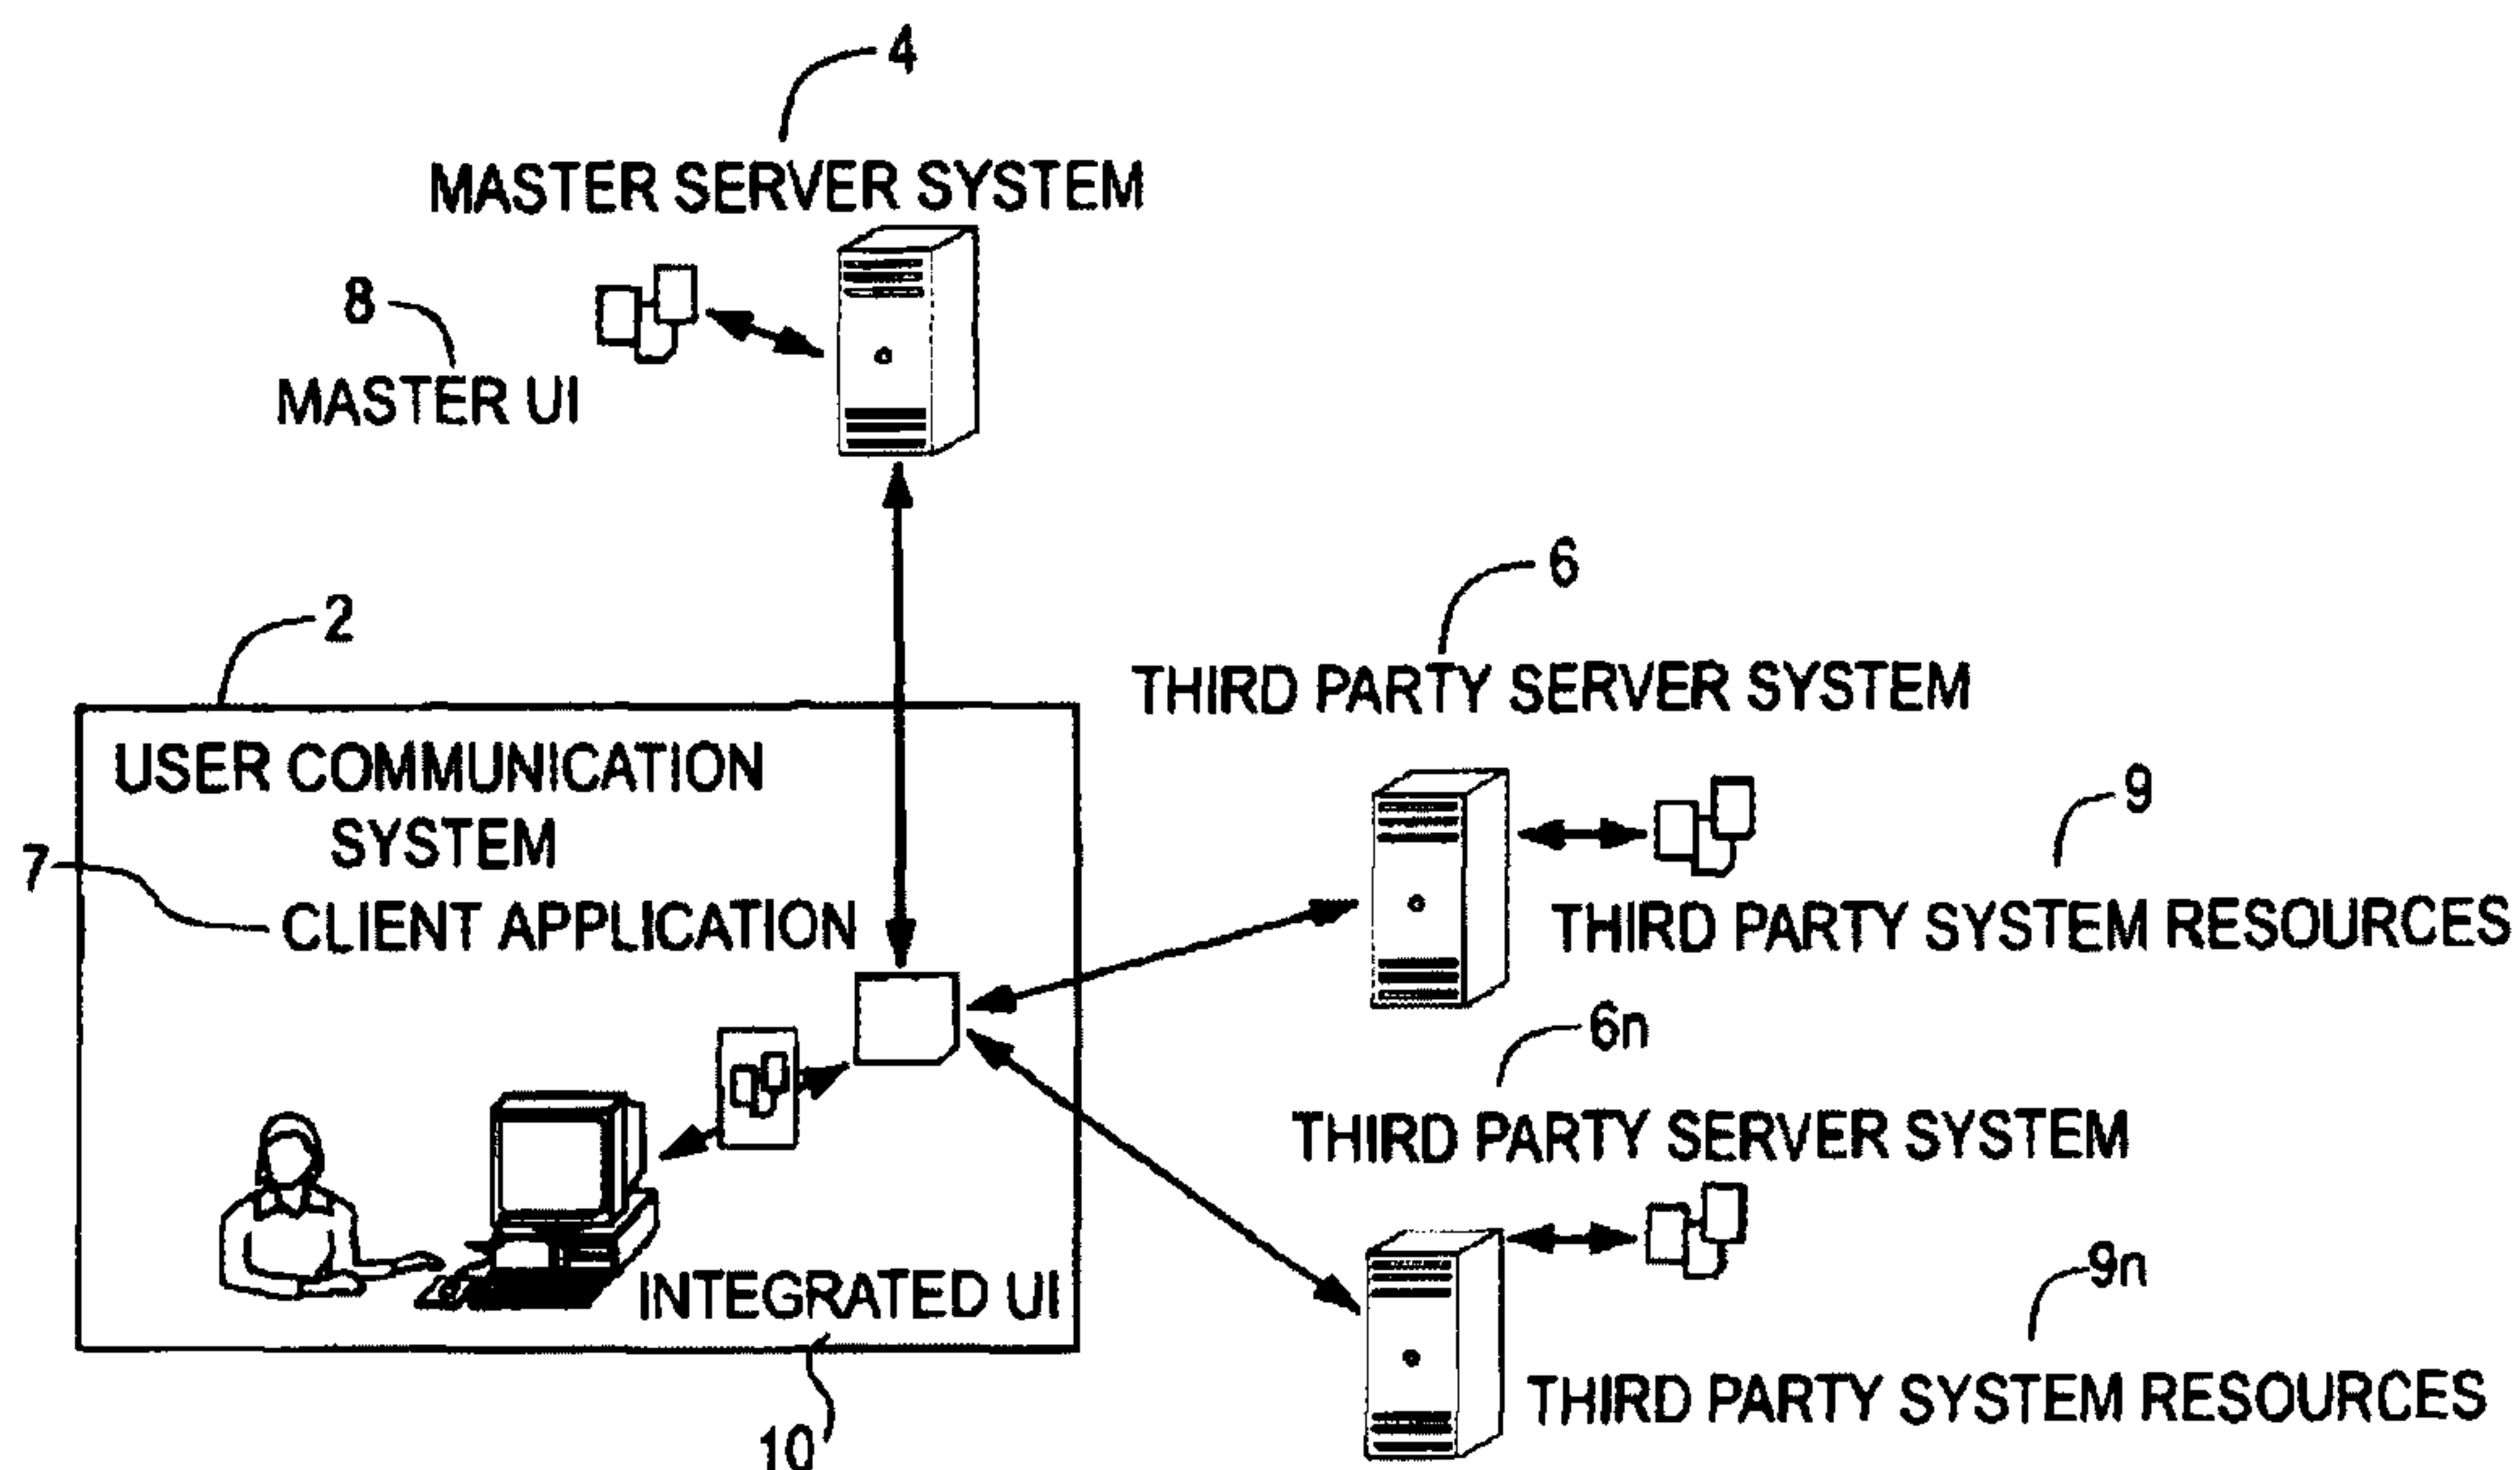 4
MASTER SERVER SYSTEM
8
MASTER UI
2
6
THIRD PARTY SERVER SYSTEM
USER COMMUNICATION
SYSTEM
7
CLIENT APPLICATION
9
THIRD PARTY SYSTEM RESOURCES
6n
THIRD PARTY SERVER SYSTEM
INTEGRATED UI
9n
THIRD PARTY SYSTEM RESOURCES
10